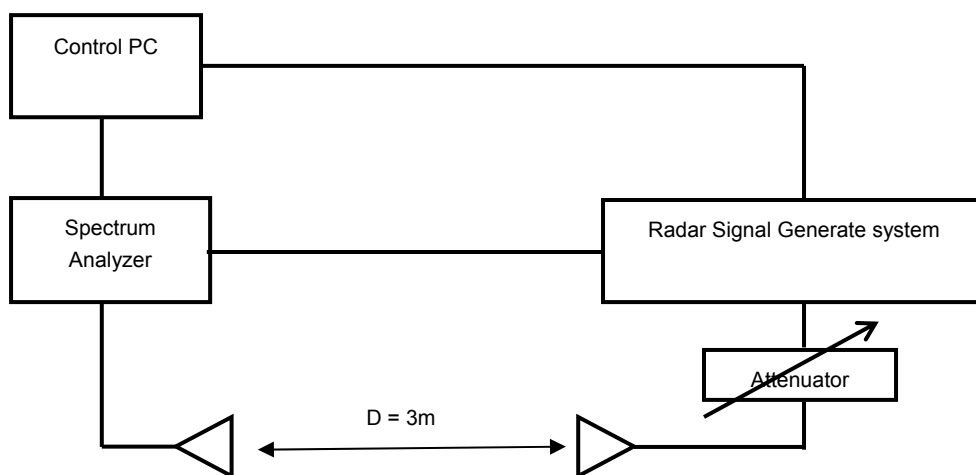 Control PC
Spectrum
Analyzer
Radar Signal Generate system
Attenuator
D = 3m